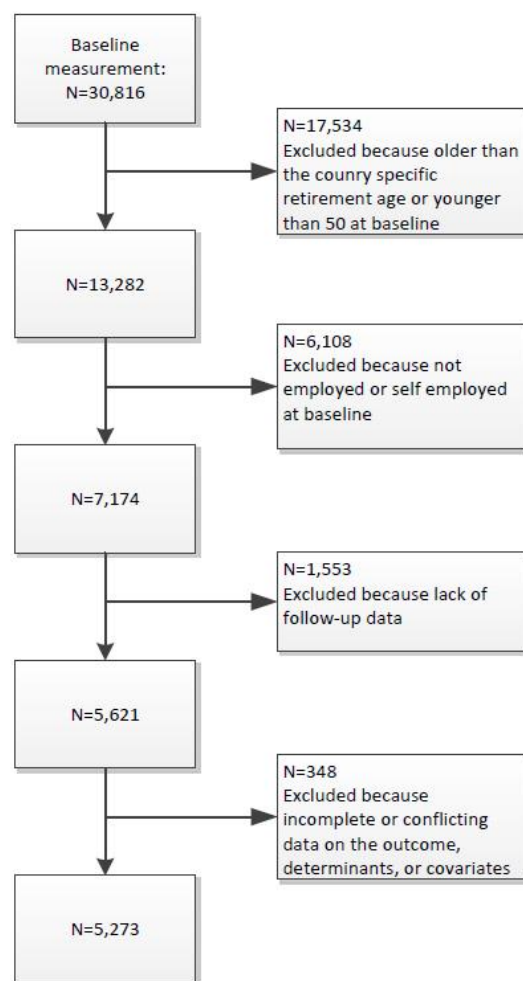 Baseline
measurement:
N=30,816
N=17,534
Excluded because older than
the counry specific
retirement age or younger
than 50 at baseline
N=13,282
N=6,108
Excluded because not
employed or self employed
at baseline
N=7,174
N=1,553
Excluded because lack of
follow-up data
N=5,621
N=348
Excluded because
incomplete or conflicting
data on the outcome,
determinants, or covariates
N=5,273